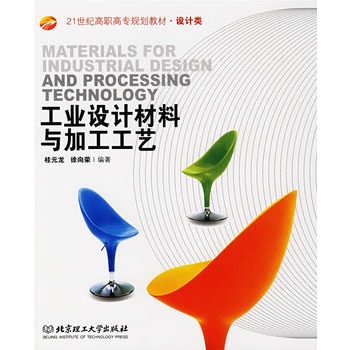 21世纪高职高专规划教材·设计类
MATERIALS FOR
INDUSTRIAL DESIGN
AND PROCESSING
TECHNOLOGY
工业设计材料
与加工工艺
桂元龙 徐向荣 编著
北京理工大学出版社
BEIJING INSTITUTE OF TECHNOLOGY PRESS